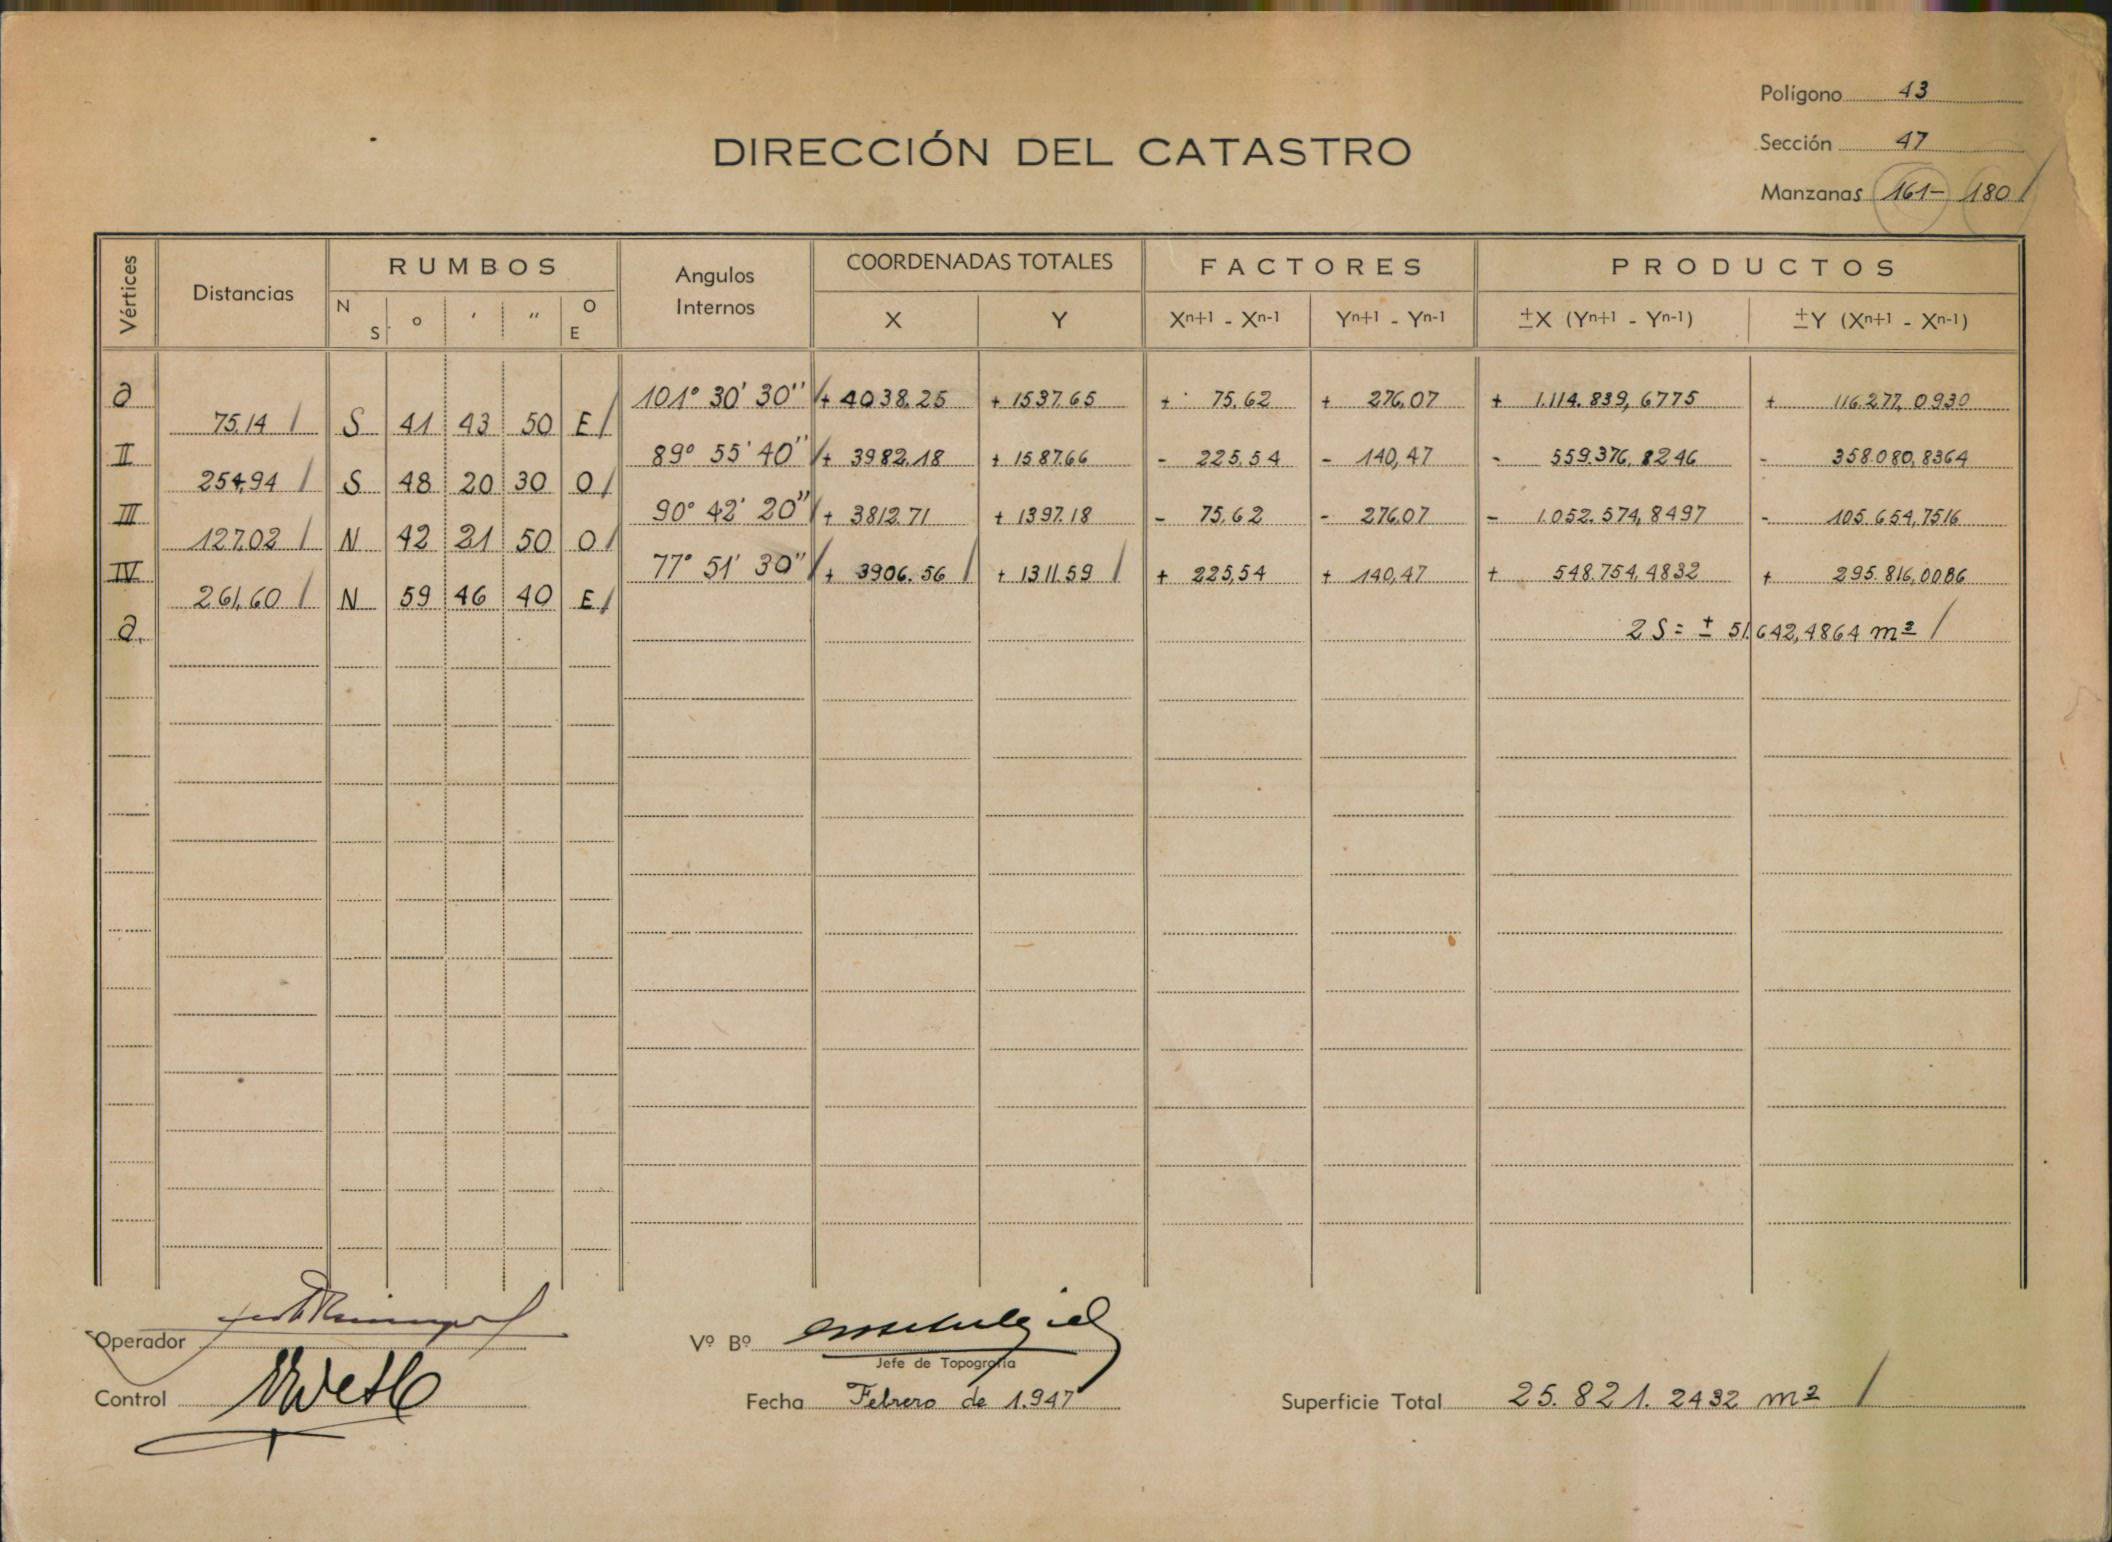 Polígono 43
DIRECCIÓN DEL CATASTRO
Sección 47
Manzanas 161- 180
Vértices Distancias RUMBOS N S ° ' " O E Angulos Internos COORDENADAS TOTALES X Y FACTORES Xn+1 - Xn-1 Yn+1 - Yn-1 PRODUCTOS ±X (Yn+1 - Yn-1) ±Y (Xn+1 - Xn-1)
a 101° 30' 30'' + 4038.25 + 1537.65 + 75,62 + 276,07 + 1.114.839,6775 + 116.277,0930
75,14 S 41 43 50 E
II 89° 55' 40'' + 3982.18 + 1587.66 - 225,54 - 140,47 - 559.376,8246 - 358.080,8364
254,94 S 48 20 30 O
III 90° 42' 20'' + 3812.71 + 1397.18 - 75,62 - 276,07 - 1.052.574,8497 - 105.654,7516
127,02 N 42 21 50 O
IV 77° 51' 30'' + 3906.56 + 1311.59 + 225,54 + 140,47 + 548.754,4832 + 295.816,0086
261,60 N 59 46 40 E
a. 2 S = ± 51.642,4864 m2
Operador
Vº Bº
Jefe de Topografía
Control
Fecha Febrero de 1.947
Superficie Total 25.821.2432 m2